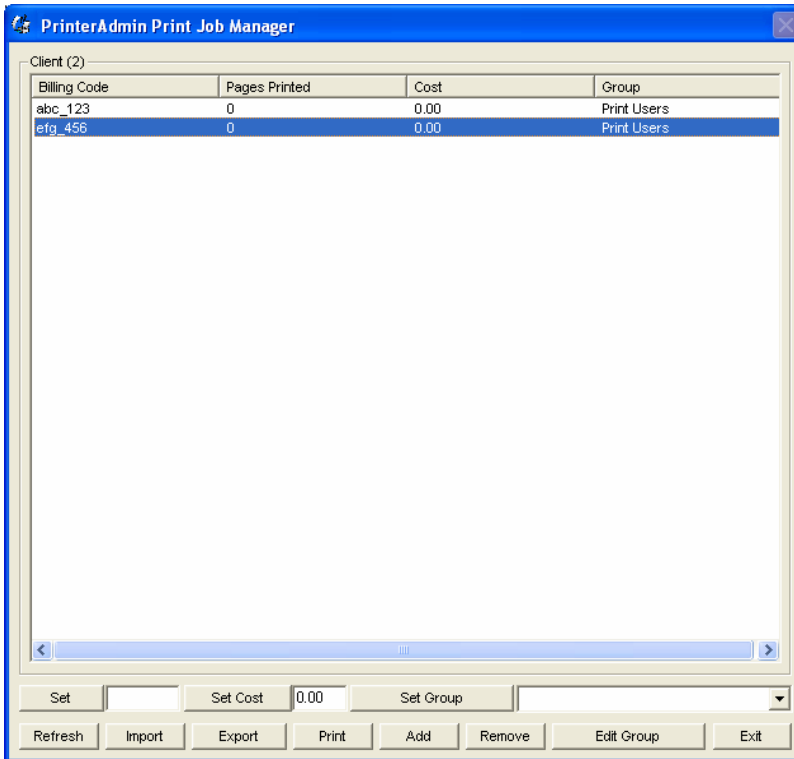 PrinterAdmin Print Job Manager
Client (2)
Billing Code Pages Printed Cost Group
abc_123 0 0.00 Print Users
efg_456 0 0.00 Print Users
Set Set Cost 0.00 Set Group
Refresh Import Export Print Add Remove Edit Group Exit